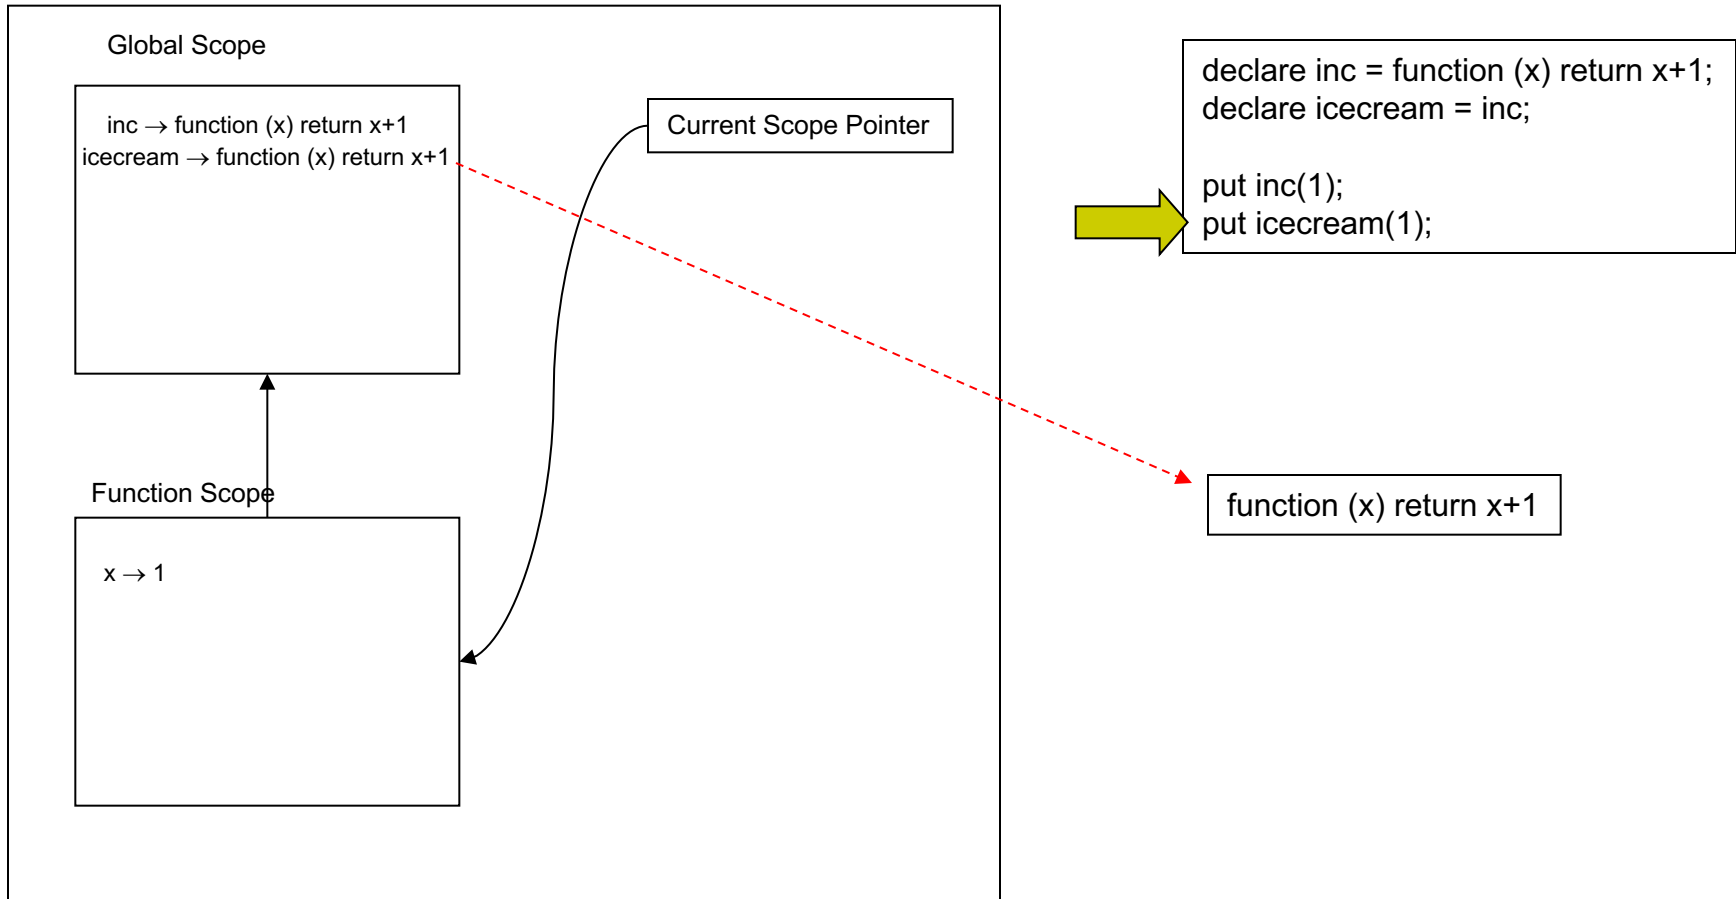 Global Scope
inc → function (x) return x+1
icecream → function (x) return x+1
Current Scope Pointer
Function Scope
x → 1
declare inc = function (x) return x+1;
declare icecream = inc;
put inc(1);
put icecream(1);
function (x) return x+1